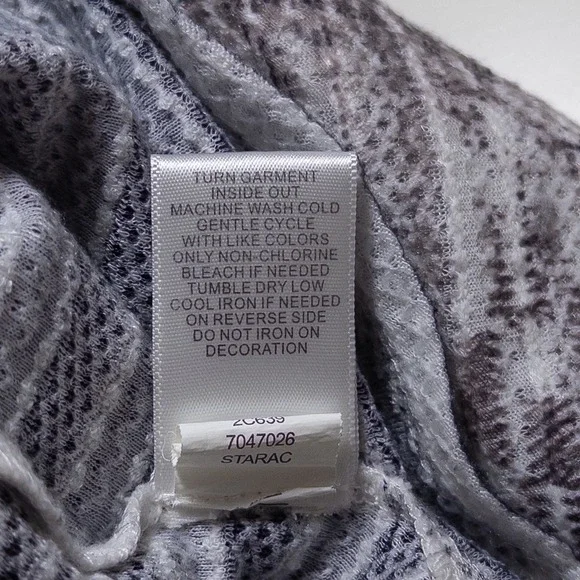 TURN GARMENT
INSIDE OUT
MACHINE WASH COLD
GENTLE CYCLE
WITH LIKE COLORS
ONLY NON-CHLORINE
BLEACH IF NEEDED
TUMBLE DRY LOW
COOL IRON IF NEEDED
ON REVERSE SIDE
DO NOT IRON ON
DECORATION
2C639
7047026
STARAC